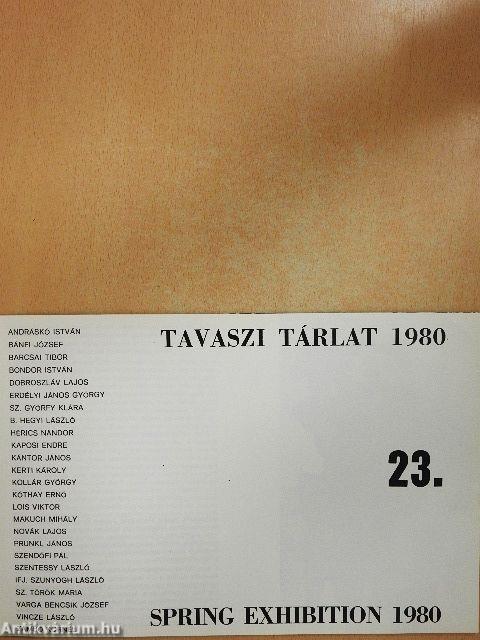 ANDRASKÓ ISTVÁN
BÁNFI JÓZSEF
BARCSAI TIBOR
BONDOR ISTVÁN
DOBROSZLÁV LAJOS
ERDÉLYI JÁNOS GYÖRGY
SZ. GYÖRFY KLÁRA
B. HEGYI LÁSZLÓ
HERICS NÁNDOR
KAPOSI ENDRE
KÁNTOR JÁNOS
KERTI KÁROLY
KOLLÁR GYÖRGY
KÓTHAY ERNŐ
LOIS VIKTOR
MAKUCH MIHÁLY
NOVÁK LAJOS
PRUNKL JÁNOS
SZENDŐFI PÁL
SZENTESSY LÁSZLÓ
IFJ. SZUNYOGH LÁSZLÓ
SZ. TÖRÖK MÁRIA
VARGA BENCSIK JÓZSEF
VINCZE LÁSZLÓ
TAVASZI TÁRLAT 1980
23.
SPRING EXHIBITION 1980
Antikvárium.hu